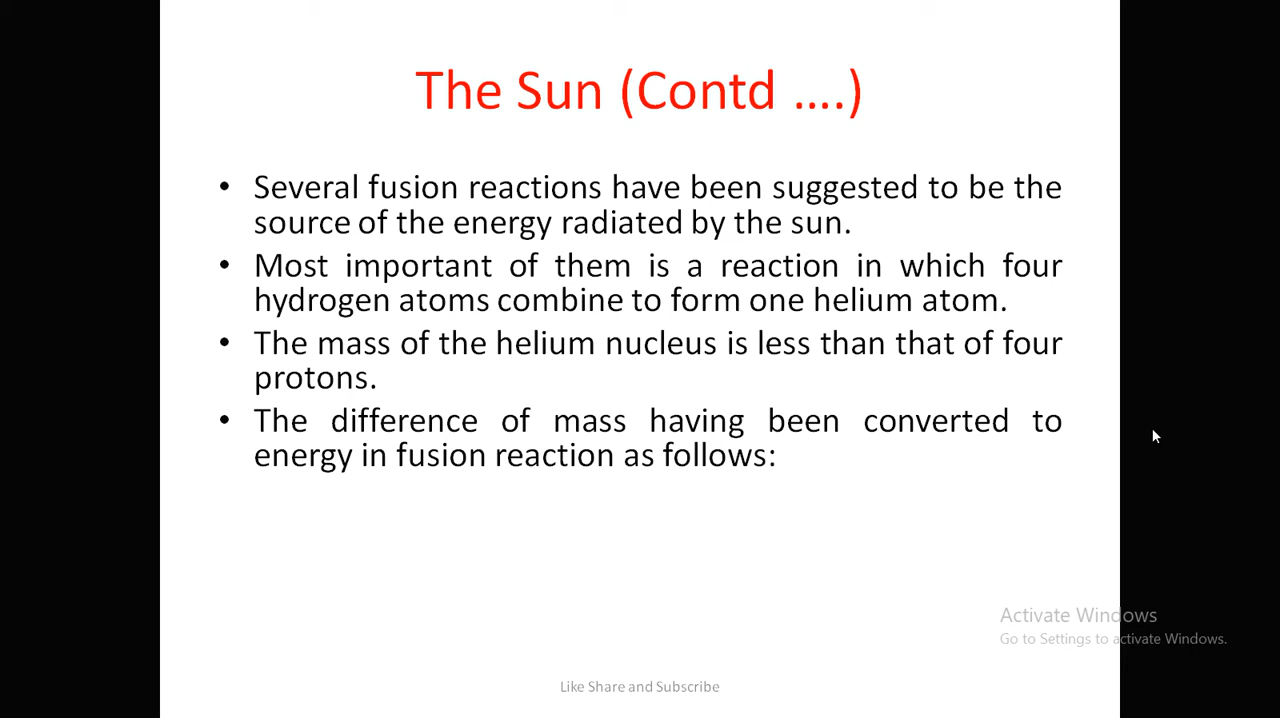 The Sun (Contd ....)
• Several fusion reactions have been suggested to be the
source of the energy radiated by the sun.
• Most important of them is a reaction in which four
hydrogen atoms combine to form one helium atom.
• The mass of the helium nucleus is less than that of four
protons.
• The difference of mass having been converted to
energy in fusion reaction as follows:
Activate Windows
Go to Settings to activate Windows.
Like Share and Subscribe